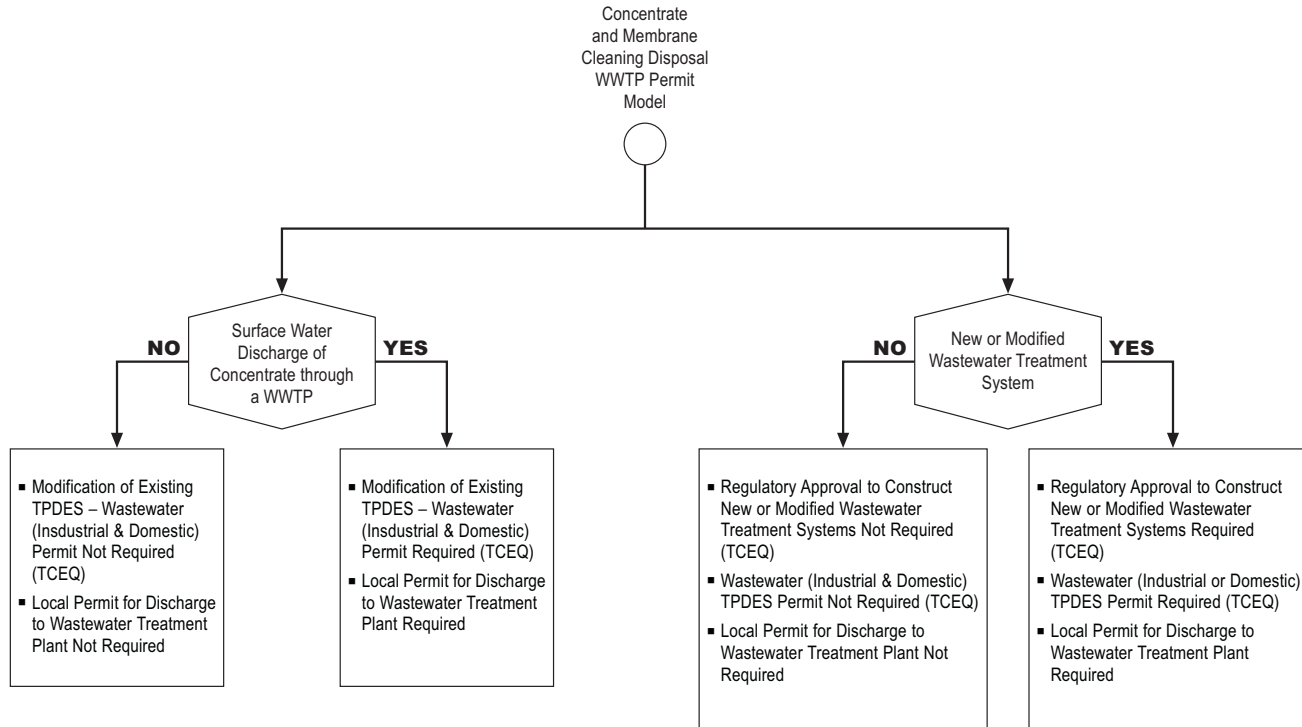 Concentrate
and Membrane
Cleaning Disposal
WWTP Permit
Model
Surface Water
Discharge of
Concentrate through
a WWTP
NO
YES
New or Modified
Wastewater Treatment
System
NO
YES
▪ Modification of Existing
TPDES – Wastewater
(Insdustrial & Domestic)
Permit Not Required
(TCEQ)
▪ Local Permit for Discharge
to Wastewater Treatment
Plant Not Required
▪ Modification of Existing
TPDES – Wastewater
(Insdustrial & Domestic)
Permit Required (TCEQ)
▪ Local Permit for Discharge
to Wastewater Treatment
Plant Required
▪ Regulatory Approval to Construct
New or Modified Wastewater
Treatment Systems Not Required
(TCEQ)
▪ Wastewater (Industrial & Domestic)
TPDES Permit Not Required (TCEQ)
▪ Local Permit for Discharge to
Wastewater Treatment Plant Not
Required
▪ Regulatory Approval to Construct
New or Modified Wastewater
Treatment Systems Required
(TCEQ)
▪ Wastewater (Industrial or Domestic)
TPDES Permit Required (TCEQ)
▪ Local Permit for Discharge to
Wastewater Treatment Plant
Required